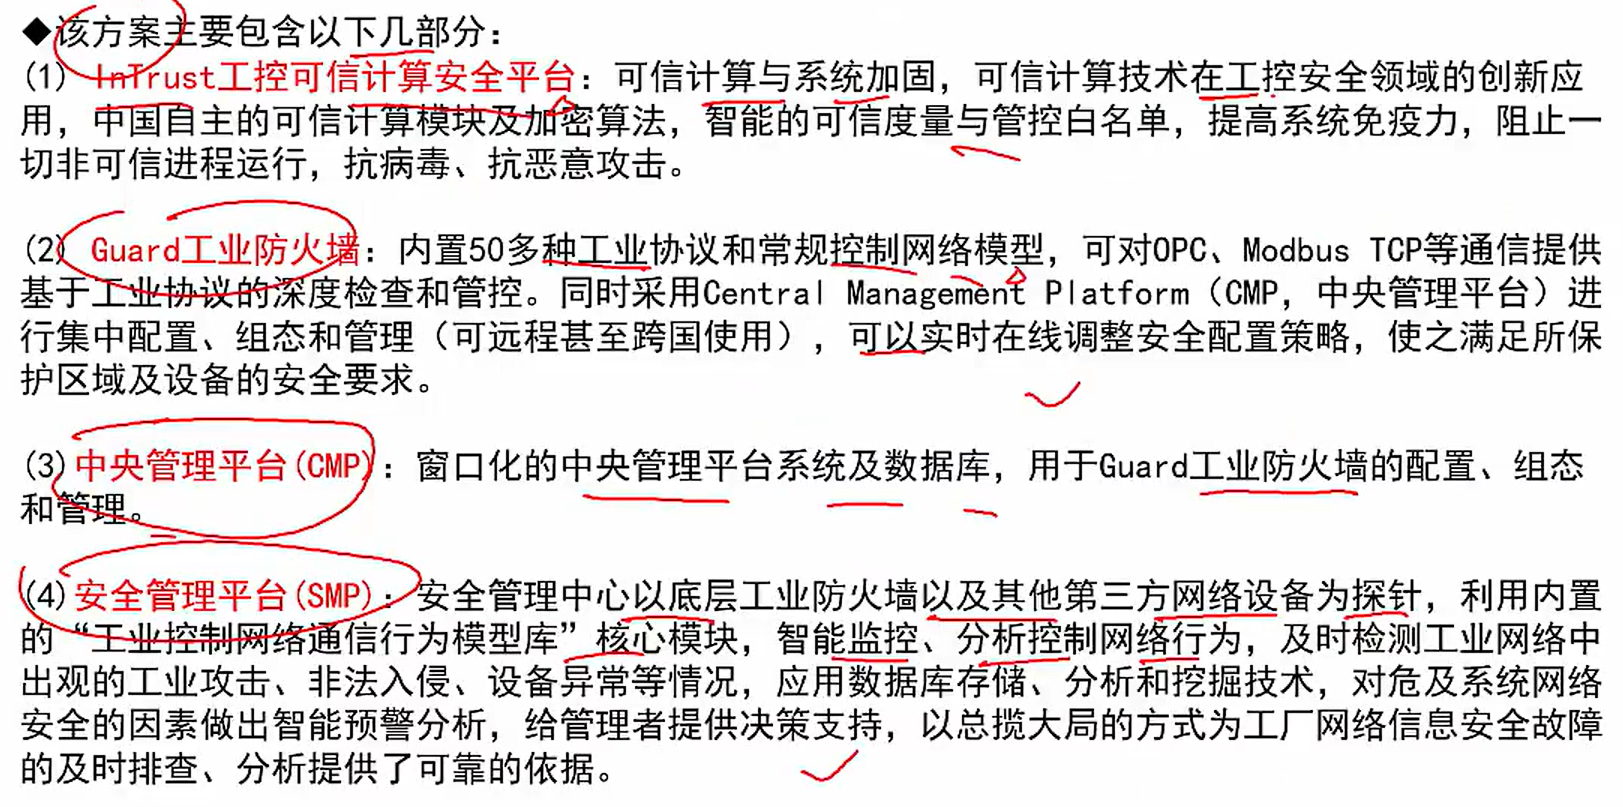 ◆该方案主要包含以下几部分：
(1) InTrust工控可信计算安全平台：可信计算与系统加固，可信计算技术在工控安全领域的创新应
用，中国自主的可信计算模块及加密算法，智能的可信度量与管控白名单，提高系统免疫力，阻止一
切非可信进程运行，抗病毒、抗恶意攻击。
(2) Guard工业防火墙：内置50多种工业协议和常规控制网络模型，可对OPC、Modbus TCP等通信提供
基于工业协议的深度检查和管控。同时采用Central Management Platform（CMP，中央管理平台）进
行集中配置、组态和管理（可远程甚至跨国使用），可以实时在线调整安全配置策略，使之满足所保
护区域及设备的安全要求。
(3)中央管理平台(CMP)：窗口化的中央管理平台系统及数据库，用于Guard工业防火墙的配置、组态
和管理。
(4)安全管理平台(SMP)：安全管理中心以底层工业防火墙以及其他第三方网络设备为探针，利用内置
的“工业控制网络通信行为模型库”核心模块，智能监控、分析控制网络行为，及时检测工业网络中
出观的工业攻击、非法入侵、设备异常等情况，应用数据库存储、分析和挖掘技术，对危及系统网络
安全的因素做出智能预警分析，给管理者提供决策支持，以总揽大局的方式为工厂网络信息安全故障
的及时排查、分析提供了可靠的依据。